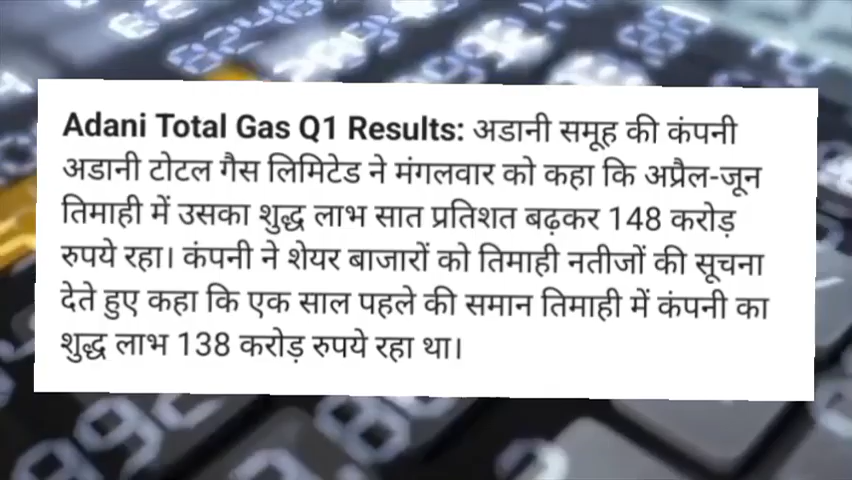 Adani Total Gas Q1 Results: अडानी समूह की कंपनी
अडानी टोटल गैस लिमिटेड ने मंगलवार को कहा कि अप्रैल-जून
तिमाही में उसका शुद्ध लाभ सात प्रतिशत बढ़कर 148 करोड़
रुपये रहा। कंपनी ने शेयर बाजारों को तिमाही नतीजों की सूचना
देते हुए कहा कि एक साल पहले की समान तिमाही में कंपनी का
शुद्ध लाभ 138 करोड़ रुपये रहा था।